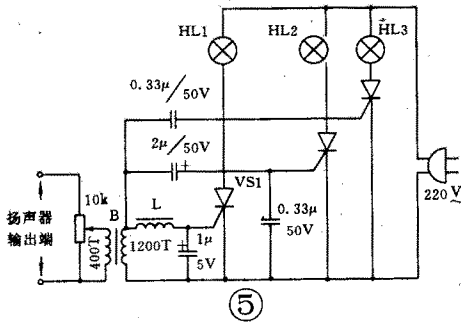 HL1
HL2
HL3
0.33μ
50V
2μ
50V
+
VS1
10k
B
L
扬声器
输出端
400T
1200T
1μ
5V
+
0.33μ
50V
220V
~
⑤